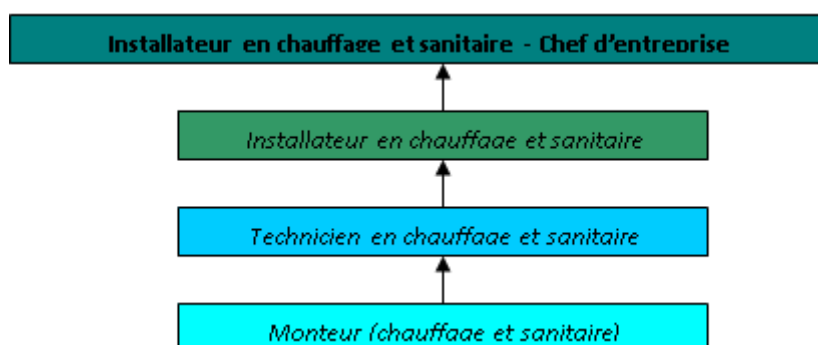 Installateur en chauffage et sanitaire - Chef d'entreprise
Installateur en chauffage et sanitaire
Technicien en chauffage et sanitaire
Monteur (chauffage et sanitaire)